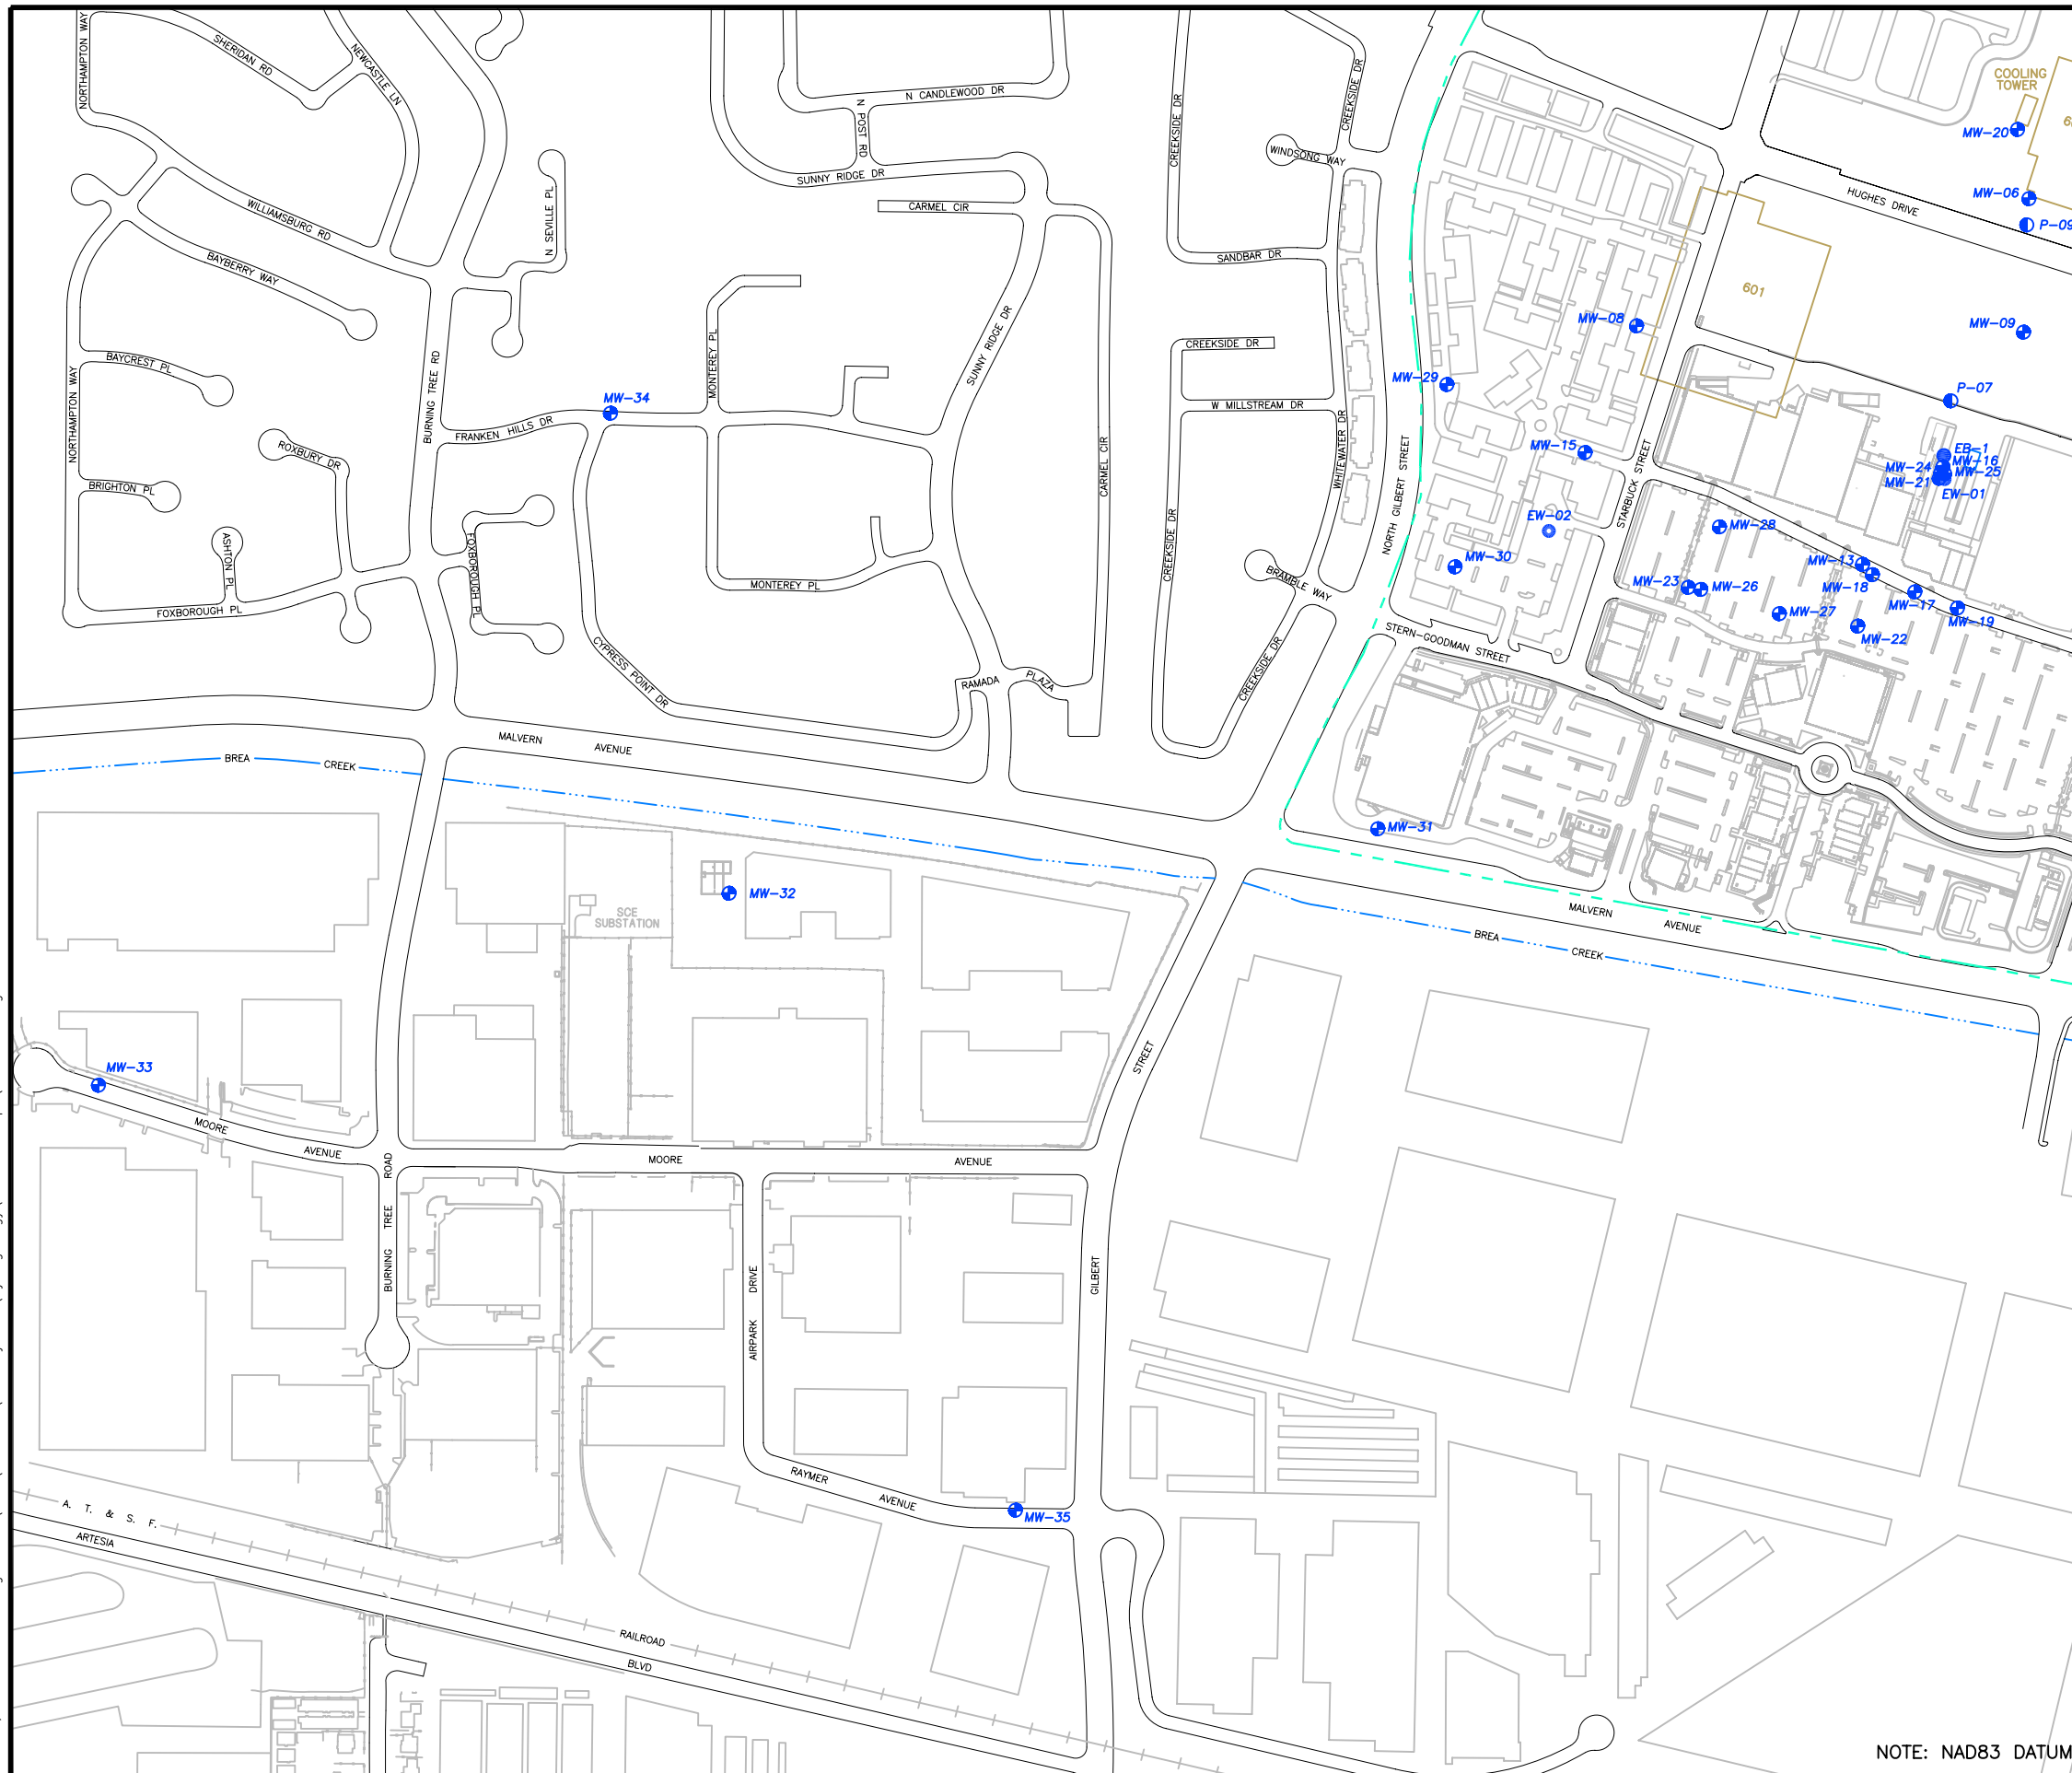 NORTHAMPTON WAY
SHERIDAN RD
NEWCASTLE LN
N CANDLEWOOD DR
N POST RD
SUNNY RIDGE DR
CREEKSIDE DR
CREEKSIDE DR
WINDSONG WAY
COOLING
TOWER
MW-20
MW-06
P-09
HUGHES DRIVE
WILLIAMSBURG RD
BAYBERRY WAY
N SEVILLE PL
CARMEL CIR
SANDBAR DR
601
MW-08
MW-09
BAYCREST PL
NORTHAMPTON WAY
BURNING TREE RD
MONTEREY PL
SUNNY RIDGE DR
CREEKSIDE DR
MW-29
P-07
MW-34
FRANKEN HILLS DR
W MILLSTREAM DR
WHITEWATER DR
NORTH GILBERT STREET
MW-15
STARBUCK STREET
EB-1
MW-16
MW-24
MW-25
MW-21
EW-01
ROXBURY DR
BRIGHTON PL
CARMEL CIR
EW-02
MW-28
MW-30
MW-13
MW-18
MW-23
MW-26
MW-17
MW-27
MW-19
MW-22
ASHTON PL
FOXBOROUGH PL
FOXBOROUGH PL
MONTEREY PL
CREEKSIDE DR
BRAMBLE WAY
STERN-GOODMAN STREET
CYPRESS POINT DR
RAMADA
PLAZA
CREEKSIDE DR
MALVERN
AVENUE
BREA
CREEK
MW-31
MW-32
SCE
SUBSTATION
MALVERN
AVENUE
BREA
CREEK
MW-33
STREET
MOORE
AVENUE
MOORE
AVENUE
BURNING TREE ROAD
AIRPARK DRIVE
GILBERT
RAYMER
AVENUE
MW-35
A. T. & S. F.
ARTESIA
RAILROAD
BLVD
NOTE: NAD83 DATUM